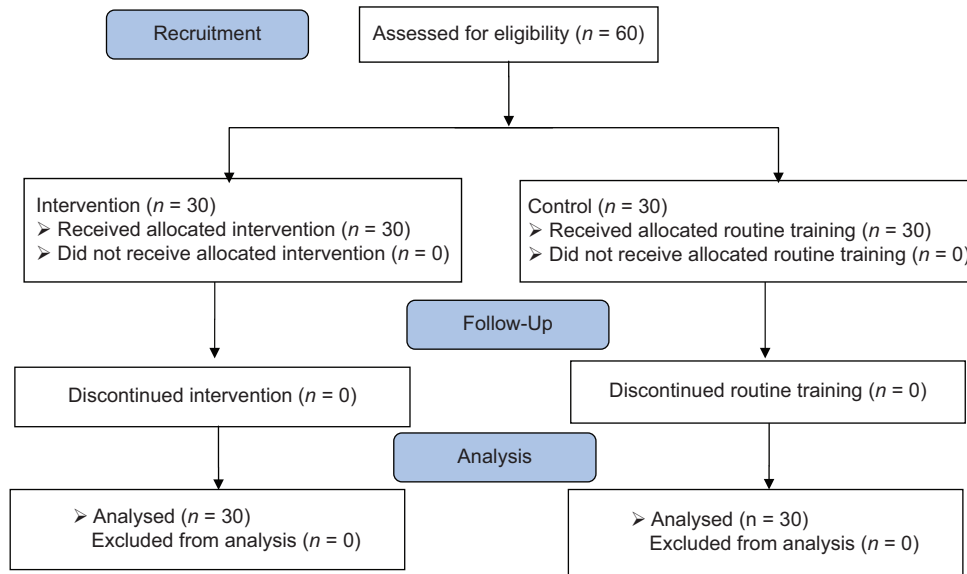 Recruitment
Assessed for eligibility (n = 60)
Intervention (n = 30)
➢ Received allocated intervention (n = 30)
➢ Did not receive allocated intervention (n = 0)
Control (n = 30)
➢ Received allocated routine training (n = 30)
➢ Did not receive allocated routine training (n = 0)
Follow-Up
Discontinued intervention (n = 0)
Discontinued routine training (n = 0)
Analysis
➢ Analysed (n = 30)
Excluded from analysis (n = 0)
➢ Analysed (n = 30)
Excluded from analysis (n = 0)